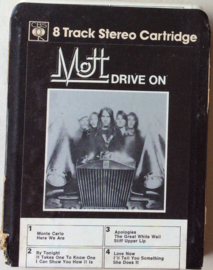 CBS
8 Track Stereo Cartridge
Mott
DRIVE ON
1
Monte Carlo
Here We Are
2
By Tonight
It Takes One To Know One
I Can Show You How It Is
3
Apologies
The Great White Wail
Stiff Upper Lip
4
Love Now
I'll Tell You Something
She Does It